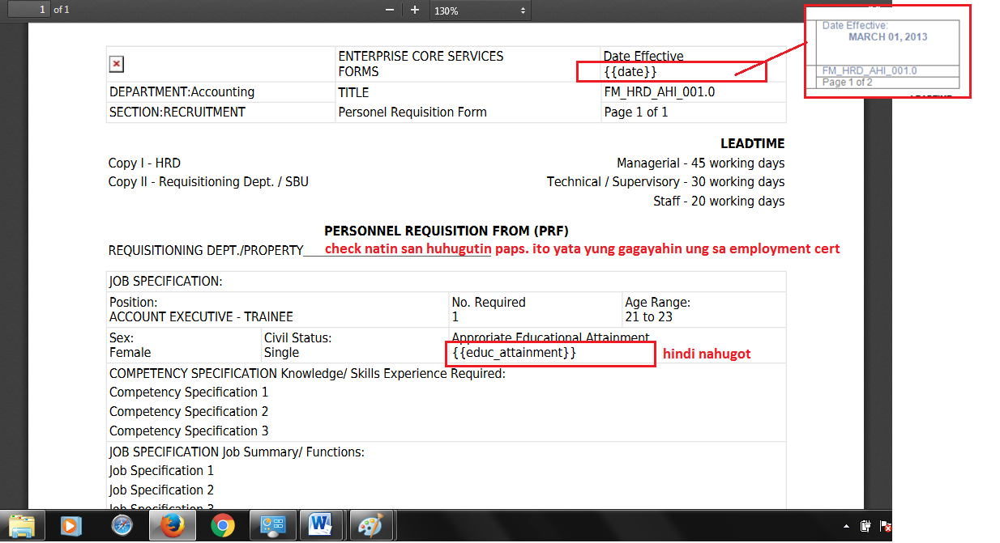 1 of 1
130%
Date Effective:
MARCH 01, 2013
FM_HRD_AHI_001.0
Page 1 of 2
ENTERPRISE CORE SERVICES
FORMS
Date Effective
{{date}}
DEPARTMENT:Accounting
TITLE
FM_HRD_AHI_001.0
SECTION:RECRUITMENT
Personel Requisition Form
Page 1 of 1
LEADTIME
Copy I - HRD
Managerial - 45 working days
Copy II - Requisitioning Dept. / SBU
Technical / Supervisory - 30 working days
Staff - 20 working days
PERSONNEL REQUISITION FROM (PRF)
REQUISITIONING DEPT./PROPERTY
check natin san huhugutin paps. ito yata yung gagayahin ung sa employment cert
JOB SPECIFICATION:
Position:
ACCOUNT EXECUTIVE - TRAINEE
No. Required
1
Age Range:
21 to 23
Sex:
Female
Civil Status:
Single
Approriate Educational Attainment
{{educ_attainment}}
hindi nahugot
COMPETENCY SPECIFICATION Knowledge/ Skills Experience Required:
Competency Specification 1
Competency Specification 2
Competency Specification 3
JOB SPECIFICATION Job Summary/ Functions:
Job Specification 1
Job Specification 2
Job Specification 3